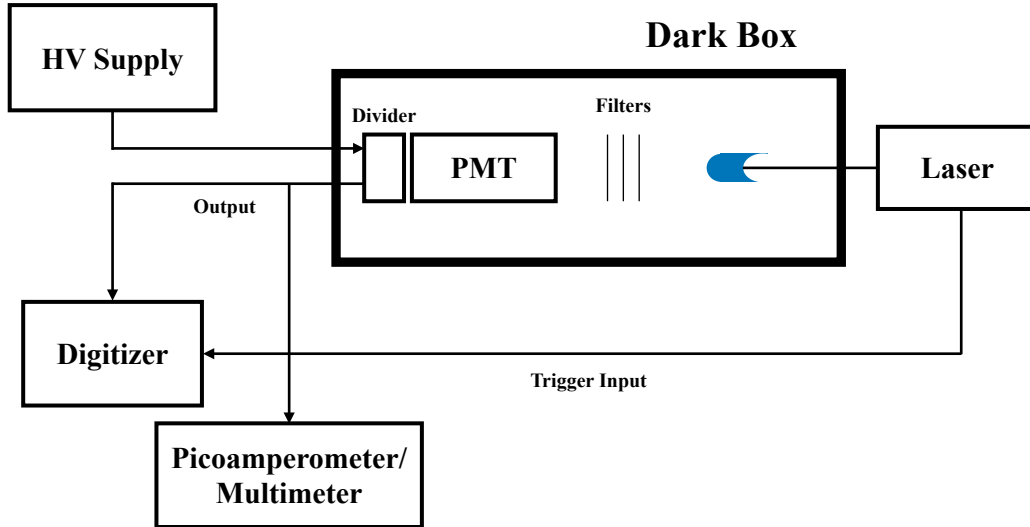 Dark Box
HV Supply
Divider
Filters
PMT
Laser
Output
Digitizer
Trigger Input
Picoamperometer/
Multimeter